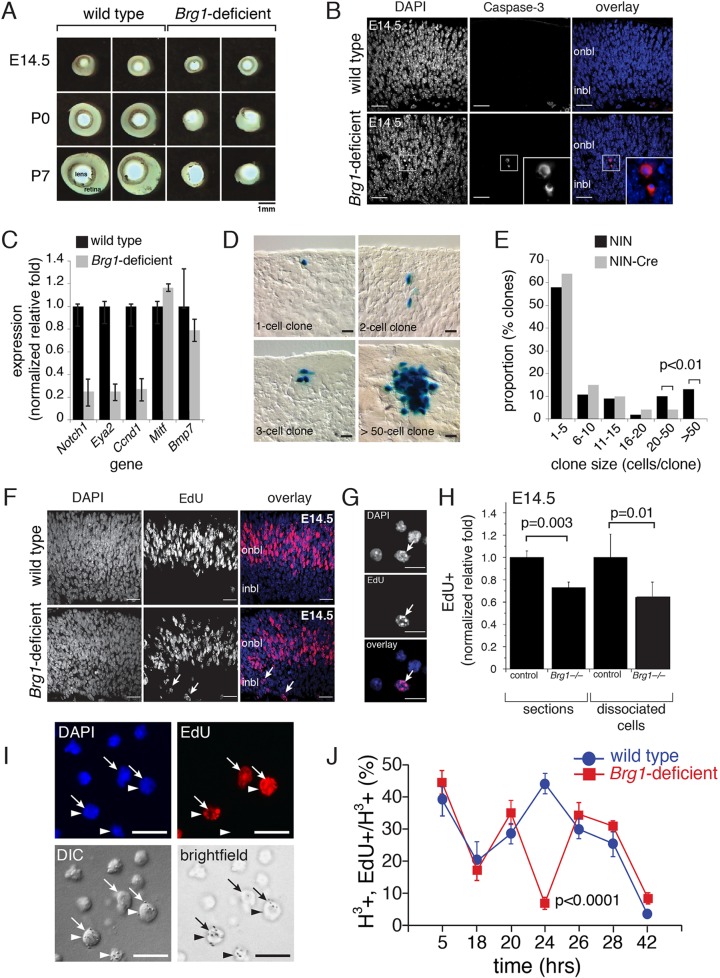 A
wild type
Brg1-deficient
E14.5
P0
P7
lens
retina
1mm
B
DAPI
Caspase-3
overlay
wild type
E14.5
onbl
inbl
Brg1-deficient
E14.5
onbl
inbl
C
wild type
Brg1-deficient
expression
(normalized relative fold)
1.4
1.2
1.0
0.8
0.6
0.4
0.2
0
Notch1
Eya2
Ccnd1
Mitf
Bmp7
gene
D
1-cell clone
2-cell clone
3-cell clone
> 50-cell clone
E
NIN
NIN-Cre
proportion (% clones)
70
60
50
40
30
20
10
0
p<0.01
1-5
6-10
11-15
16-20
20-50
>50
clone size (cells/clone)
F
DAPI
EdU
overlay
wild type
E14.5
onbl
inbl
Brg1-deficient
E14.5
onbl
inbl
G
DAPI
EdU
overlay
H
E14.5
p=0.003
p=0.01
EdU+
(normalized relative fold)
1.4
1.2
1.0
0.8
0.6
0.4
0.2
0
control
Brg1–/–
control
Brg1–/–
sections
dissociated
cells
I
DAPI
EdU
DIC
brightfield
J
wild type
Brg1-deficient
H³+, EdU+/H³+ (%)
50
40
30
20
10
0
p<0.0001
5
18
20
24
26
28
42
time (hrs)